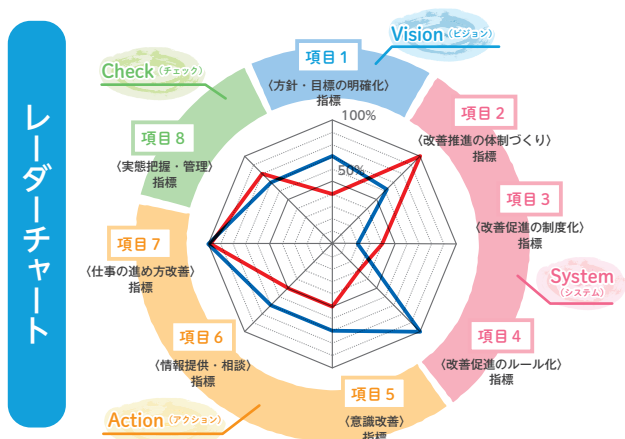 レーダーチャート
Vision（ビジョン）
項目1
〈方針・目標の明確化〉
指標
100%
50%
項目2
〈改善推進の体制づくり〉
指標
項目3
〈改善促進の制度化〉
指標
System
（システム）
項目4
〈改善促進のルール化〉
指標
項目5
〈意識改善〉
指標
Action（アクション）
項目6
〈情報提供・相談〉
指標
項目7
〈仕事の進め方改善〉
指標
Check（チェック）
項目8
〈実態把握・管理〉
指標